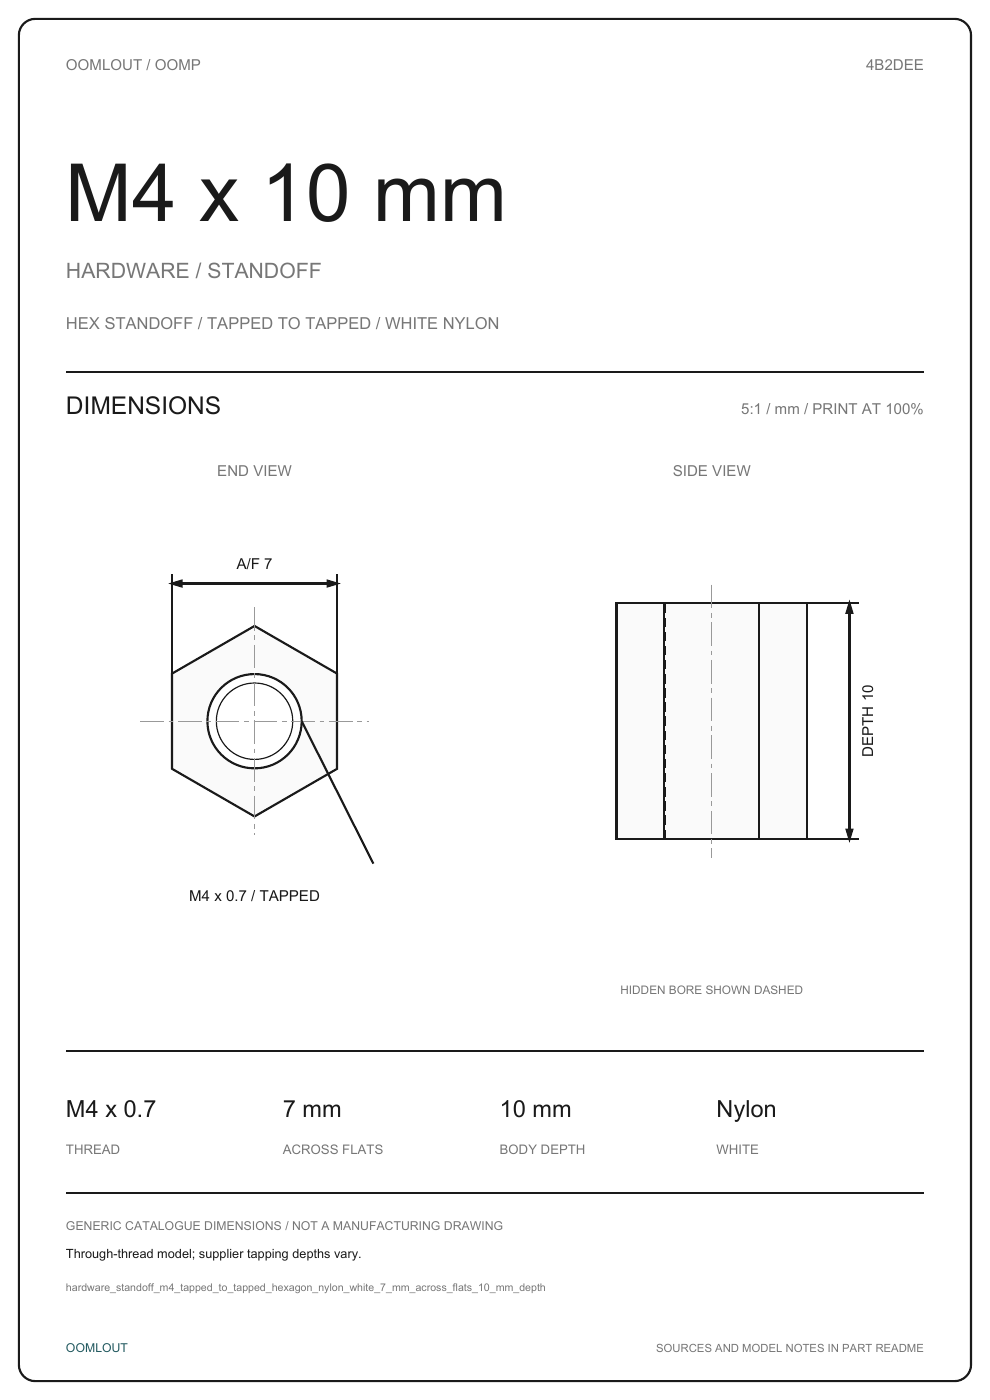 OOMLOUT / OOMP
4B2DEE
M4 x 10 mm
HARDWARE / STANDOFF
HEX STANDOFF / TAPPED TO TAPPED / WHITE NYLON
DIMENSIONS
5:1 / mm / PRINT AT 100%
END VIEW
SIDE VIEW
A/F 7
DEPTH 10
M4 x 0.7 / TAPPED
HIDDEN BORE SHOWN DASHED
M4 x 0.7
7 mm
10 mm
Nylon
THREAD
ACROSS FLATS
BODY DEPTH
WHITE
GENERIC CATALOGUE DIMENSIONS / NOT A MANUFACTURING DRAWING
Through-thread model; supplier tapping depths vary.
hardware_standoff_m4_tapped_to_tapped_hexagon_nylon_white_7_mm_across_flats_10_mm_depth
OOMLOUT
SOURCES AND MODEL NOTES IN PART README